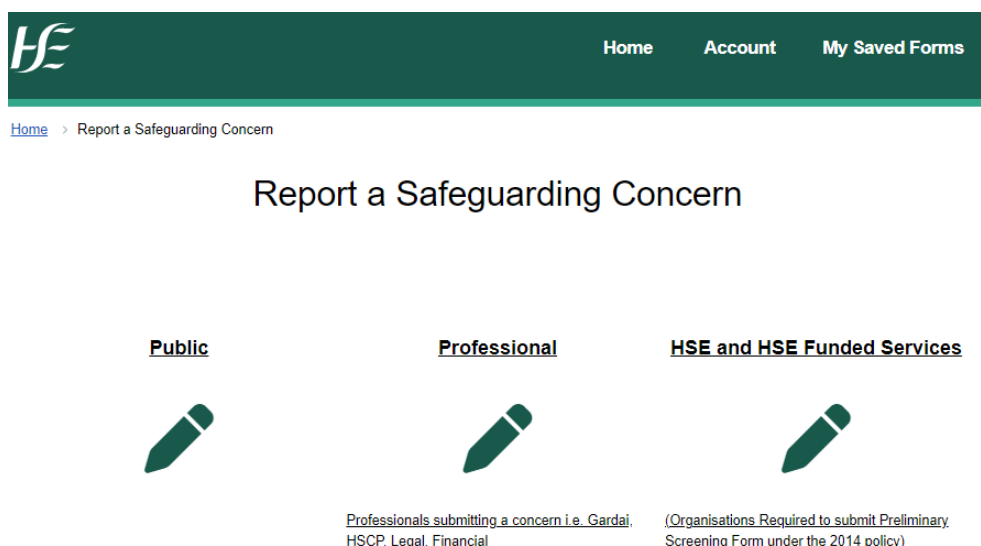 HSE
Home Account My Saved Forms
Home > Report a Safeguarding Concern
Report a Safeguarding Concern
Public
Professional
HSE and HSE Funded Services
Professionals submitting a concern i.e. Gardai,
HSCP, Legal, Financial
(Organisations Required to submit Preliminary
Screening Form under the 2014 policy)